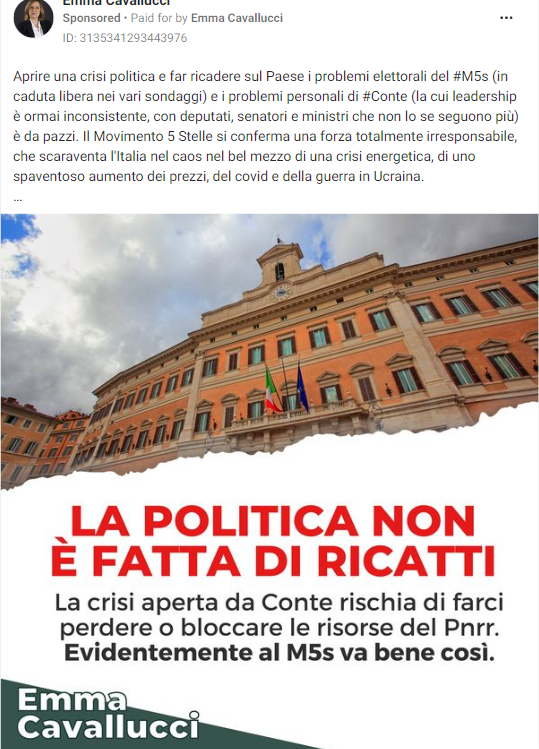 Emma Cavallucci
Sponsored • Paid for by Emma Cavallucci
ID: 3135341293443976
Aprire una crisi politica e far ricadere sul Paese i problemi elettorali del #M5s (in
caduta libera nei vari sondaggi) e i problemi personali di #Conte (la cui leadership
è ormai inconsistente, con deputati, senatori e ministri che non lo se seguono più)
è da pazzi. Il Movimento 5 Stelle si conferma una forza totalmente irresponsabile,
che scaraventa l'Italia nel caos nel bel mezzo di una crisi energetica, di uno
spaventoso aumento dei prezzi, del covid e della guerra in Ucraina.
...
LA POLITICA NON
È FATTA DI RICATTI
La crisi aperta da Conte rischia di farci
perdere o bloccare le risorse del Pnrr.
Evidentemente al M5s va bene così.
Emma
Cavallucci